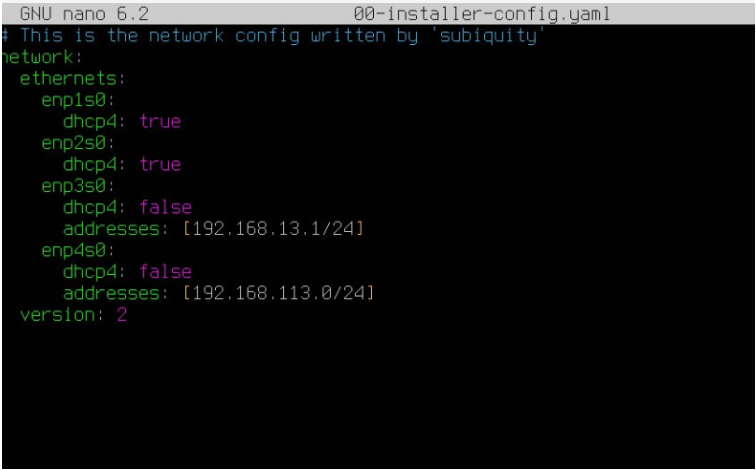 GNU nano 6.2 00-installer-config.yaml
# This is the network config written by 'subiquity'
network:
  ethernets:
    enp1s0:
      dhcp4: true
    enp2s0:
      dhcp4: true
    enp3s0:
      dhcp4: false
      addresses: [192.168.13.1/24]
    enp4s0:
      dhcp4: false
      addresses: [192.168.113.0/24]
  version: 2